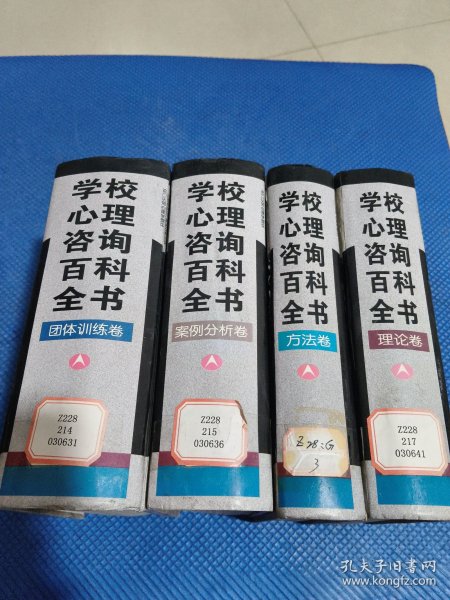 学校
心理
咨询
百科
全书
团体训练卷
Z228
214
030631
学校
心理
咨询
百科
全书
案例分析卷
Z228
215
030636
学校
心理
咨询
百科
全书
方法卷
3
学校
心理
咨询
百科
全书
理论卷
Z228
217
030641
孔夫子旧书网
www.kongfz.com